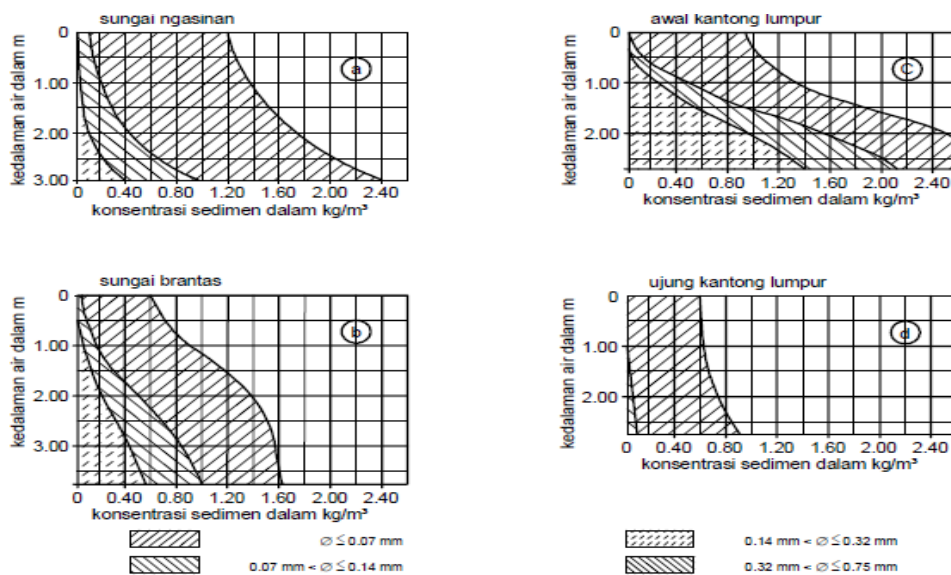 sungai ngasinan
kedalaman air dalam m
0
1.00
2.00
3.00
a
0 0.40 0.80 1.20 1.60 2.00 2.40
konsentrasi sedimen dalam kg/m³
awal kantong lumpur
kedalaman air dalam m
0
1.00
2.00
C
0 0.40 0.80 1.20 1.60 2.00 2.40
konsentrasi sedimen dalam kg/m³
sungai brantas
kedalaman air dalam m
0
1.00
2.00
3.00
b
0 0.40 0.80 1.20 1.60 2.00 2.40
konsentrasi sedimen dalam kg/m³
ujung kantong lumpur
kedalaman air dalam m
0
1.00
2.00
d
0 0.40 0.80 1.20 1.60 2.00 2.40
konsentrasi sedimen dalam kg/m³
∅ ≤ 0.07 mm
0.07 mm < ∅ ≤ 0.14 mm
0.14 mm < ∅ ≤ 0.32 mm
0.32 mm < ∅ ≤ 0.75 mm